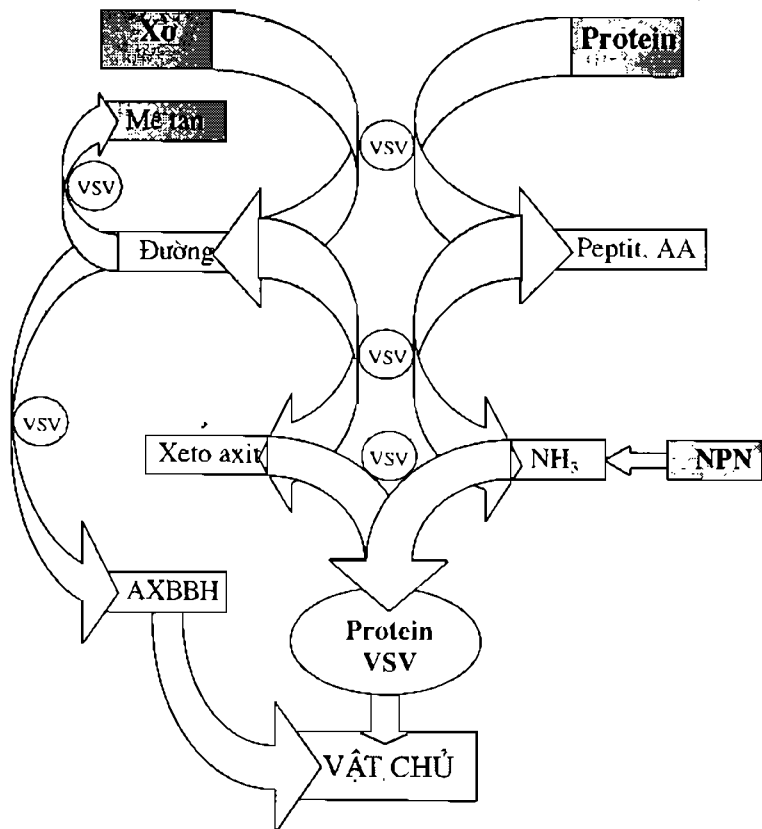 Xơ
Protein
Mê tan
VSV
VSV
Đường
Peptit, AA
VSV
VSV
Xeto axit
VSV
NH₃
NPN
AXBBH
Protein
VSV
VẬT CHỦ